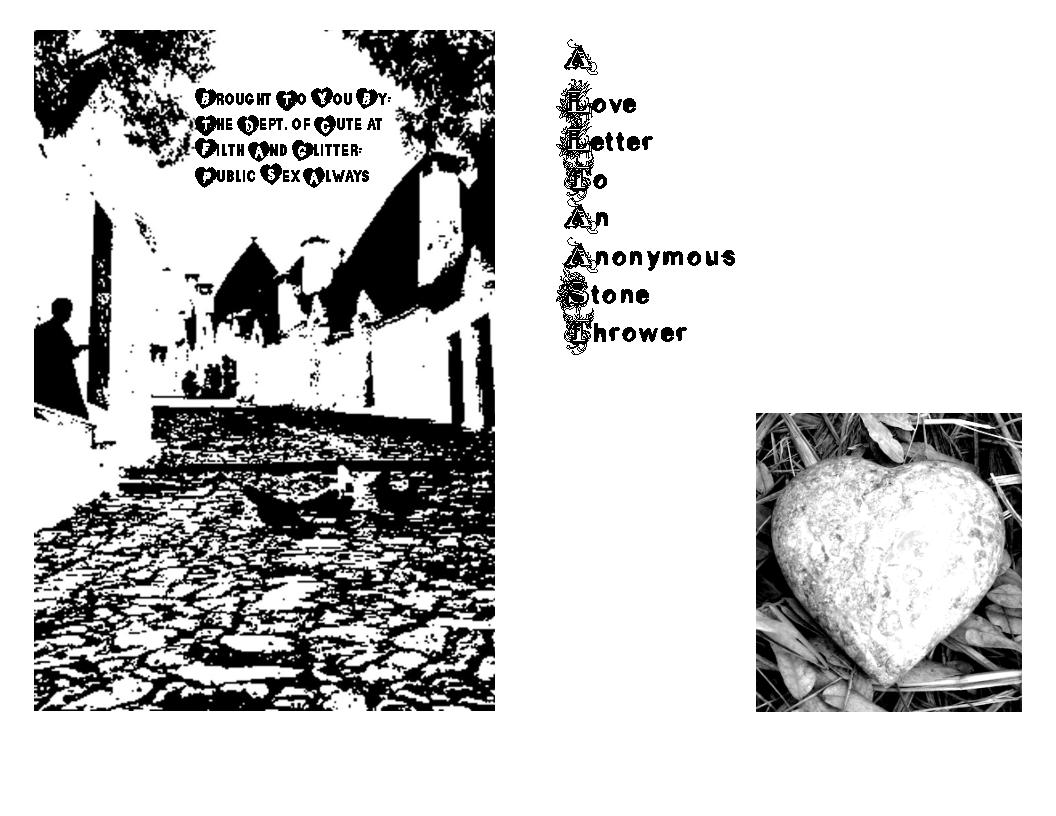 BROUGHT TO YOU BY:
THE DEPT. OF CUTE AT
FILTH AND GLITTER:
PUBLIC SEX ALWAYS
A
Love
Letter
To
An
Anonymous
Stone
Thrower